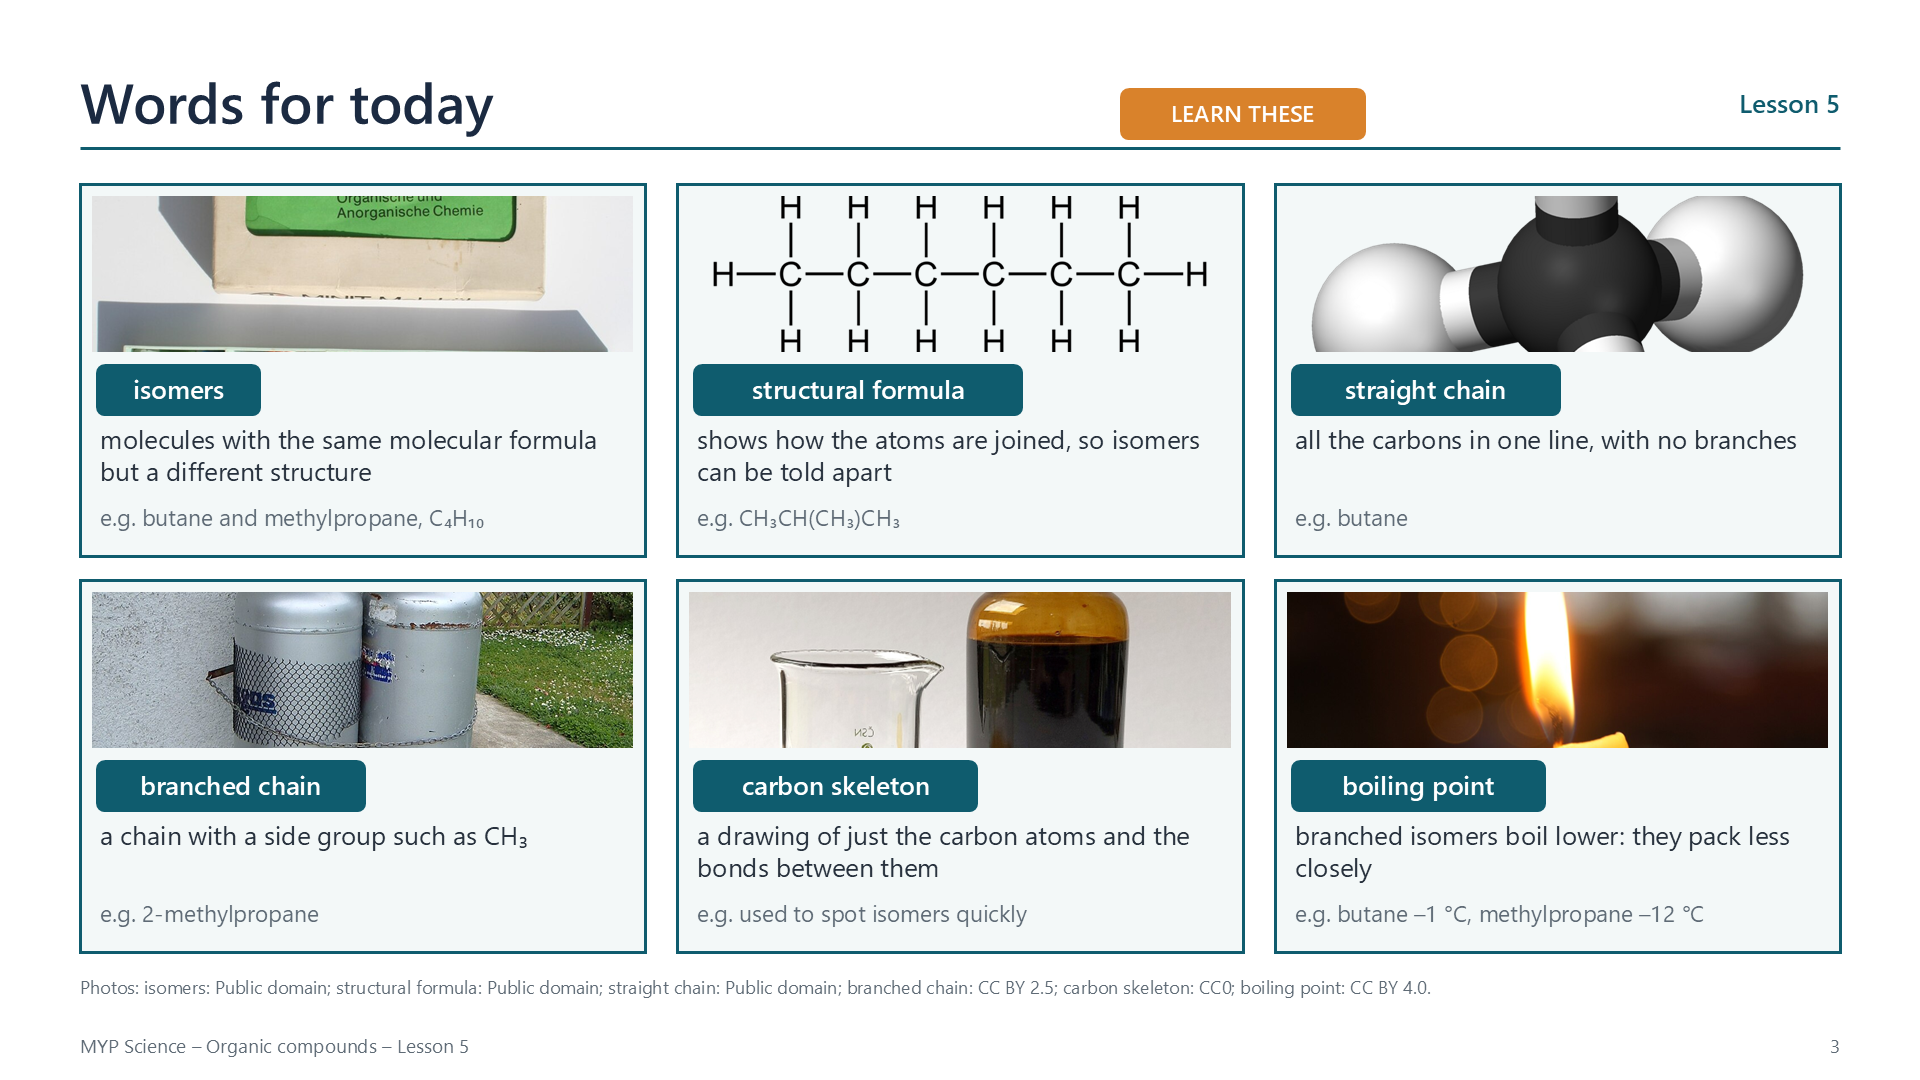 Words for today
LEARN THESE
Lesson 5
Anorganische Chemie
H H H H H H
H C C C C C C H
H H H H H H
isomers
molecules with the same molecular formula
but a different structure
e.g. butane and methylpropane, C₄H₁₀
structural formula
shows how the atoms are joined, so isomers
can be told apart
e.g. CH₃CH(CH₃)CH₃
straight chain
all the carbons in one line, with no branches
e.g. butane
branched chain
a chain with a side group such as CH₃
e.g. 2-methylpropane
carbon skeleton
a drawing of just the carbon atoms and the
bonds between them
e.g. used to spot isomers quickly
boiling point
branched isomers boil lower: they pack less
closely
e.g. butane –1 °C, methylpropane –12 °C
Photos: isomers: Public domain; structural formula: Public domain; straight chain: Public domain; branched chain: CC BY 2.5; carbon skeleton: CC0; boiling point: CC BY 4.0.
MYP Science – Organic compounds – Lesson 5
3